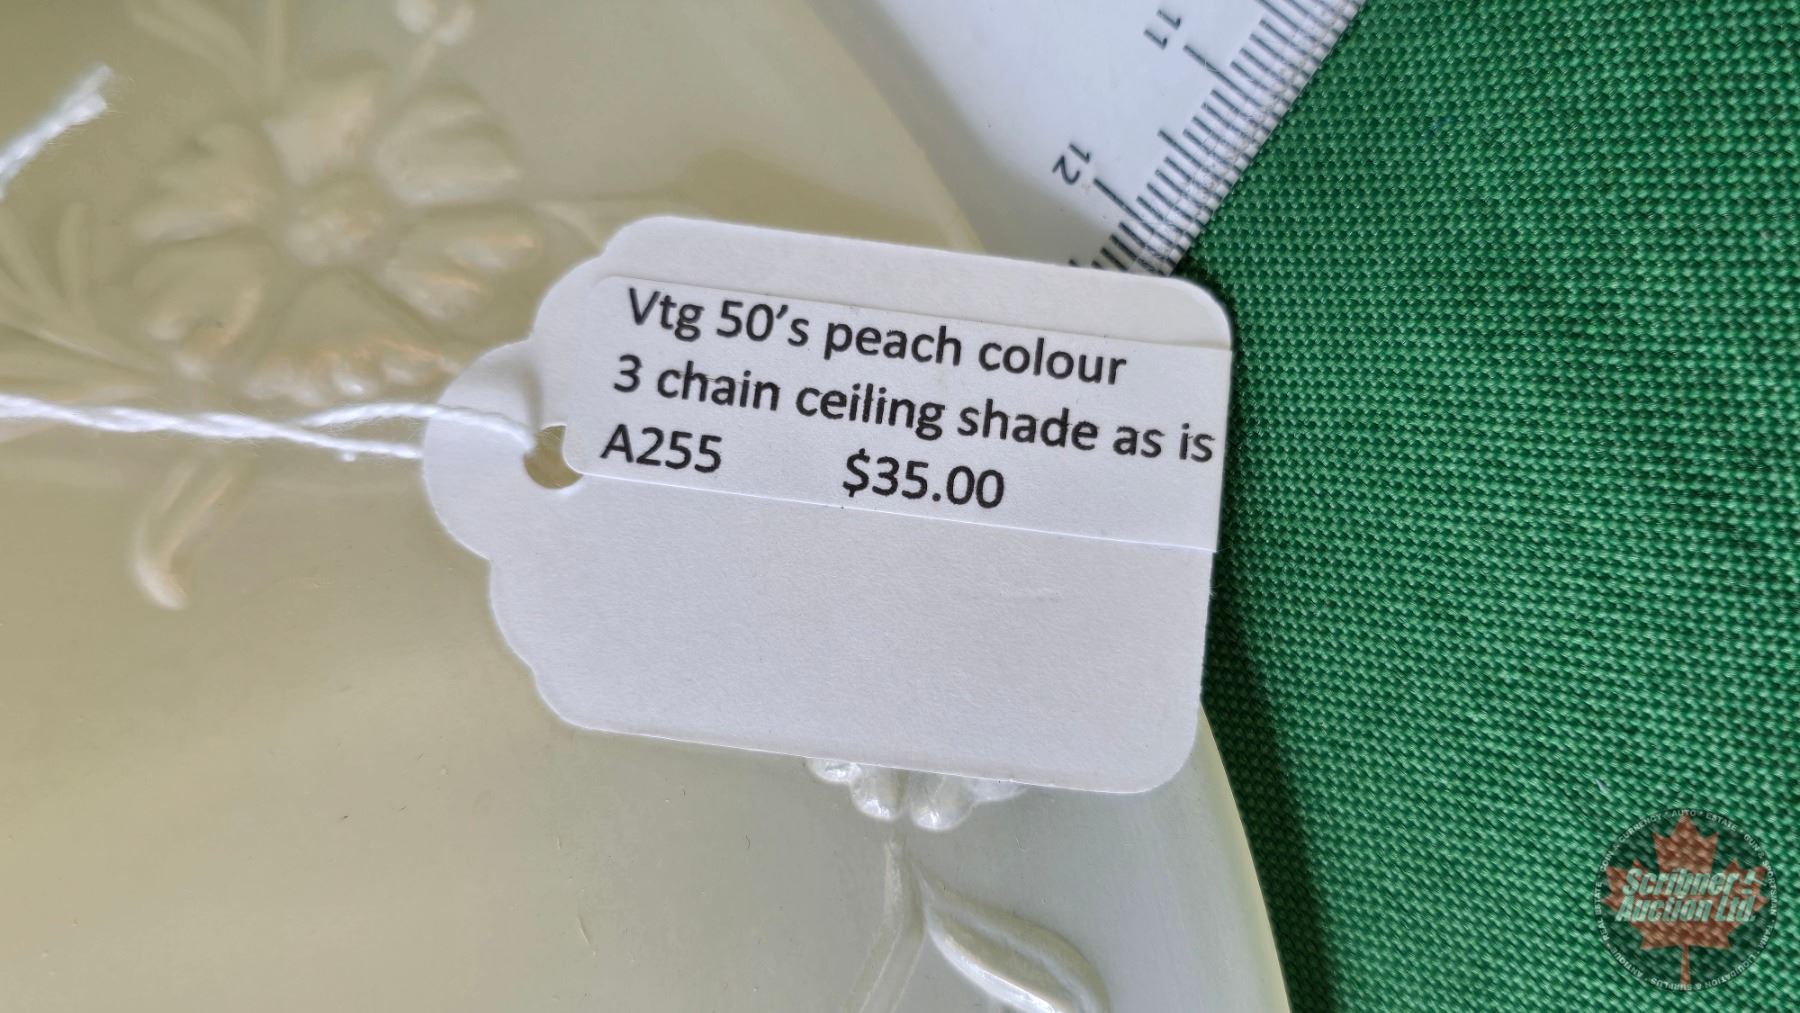 11
12
Vtg 50's peach colour
3 chain ceiling shade as is
A255 $35.00
Scribner
Auction Ltd.